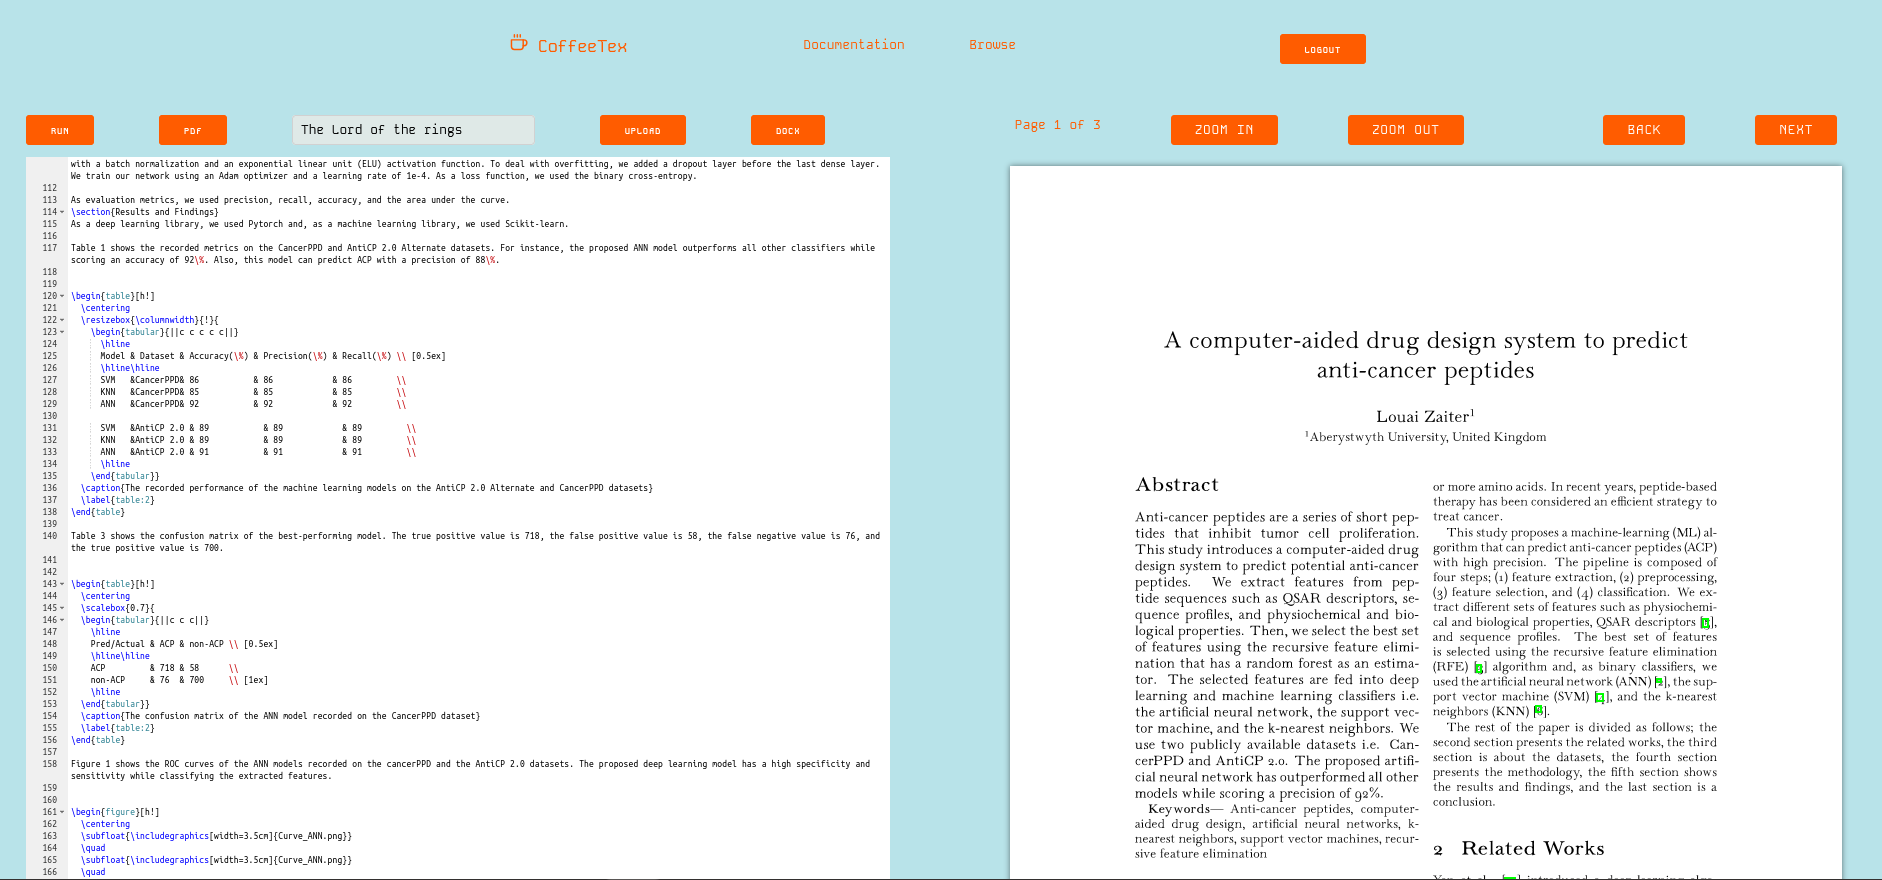 CoffeeTex
Documentation
Browse
LOGOUT
RUN
PDF
The Lord of the rings
UPLOAD
DOCX
Page 1 of 3
ZOOM IN
ZOOM OUT
BACK
NEXT
with a batch normalization and an exponential linear unit (ELU) activation function. To deal with overfitting, we added a dropout layer before the last dense layer.
We train our network using an Adam optimizer and a learning rate of 1e-4. As a loss function, we used the binary cross-entropy.
112
113 As evaluation metrics, we used precision, recall, accuracy, and the area under the curve.
114 \section{Results and Findings}
115 As a deep learning library, we used Pytorch and, as a machine learning library, we used Scikit-learn.
116
117 Table 1 shows the recorded metrics on the CancerPPD and AntiCP 2.0 Alternate datasets. For instance, the proposed ANN model outperforms all other classifiers while
scoring an accuracy of 92\%. Also, this model can predict ACP with a precision of 88\%.
118
119
120 \begin{table}[h!]
121 \centering
122 \resizebox{\columnwidth}{!}{
123 \begin{tabular}{||c c c c c||}
124 \hline
125 Model & Dataset & Accuracy(\%) & Precision(\%) & Recall(\%) \\ [0.5ex]
126 \hline\hline
127 SVM &CancerPPD& 86 & 86 & 86 \\
128 KNN &CancerPPD& 85 & 85 & 85 \\
129 ANN &CancerPPD& 92 & 92 & 92 \\
130
131 SVM &AntiCP 2.0 & 89 & 89 & 89 \\
132 KNN &AntiCP 2.0 & 89 & 89 & 89 \\
133 ANN &AntiCP 2.0 & 91 & 91 & 91 \\
134 \hline
135 \end{tabular}}
136 \caption{The recorded performance of the machine learning models on the AntiCP 2.0 Alternate and CancerPPD datasets}
137 \label{table:2}
138 \end{table}
139
140 Table 3 shows the confusion matrix of the best-performing model. The true positive value is 718, the false positive value is 58, the false negative value is 76, and
the true positive value is 700.
141
142
143 \begin{table}[h!]
144 \centering
145 \scalebox{0.7}{
146 \begin{tabular}{||c c c||}
147 \hline
148 Pred/Actual & ACP & non-ACP \\ [0.5ex]
149 \hline\hline
150 ACP & 718 & 58 \\
151 non-ACP & 76 & 700 \\ [1ex]
152 \hline
153 \end{tabular}}
154 \caption{The confusion matrix of the ANN model recorded on the CancerPPD dataset}
155 \label{table:2}
156 \end{table}
157
158 Figure 1 shows the ROC curves of the ANN models recorded on the cancerPPD and the AntiCP 2.0 datasets. The proposed deep learning model has a high specificity and
sensitivity while classifying the extracted features.
159
160
161 \begin{figure}[h!]
162 \centering
163 \subfloat{\includegraphics[width=3.5cm]{Curve_ANN.png}}
164 \quad
165 \subfloat{\includegraphics[width=3.5cm]{Curve_ANN.png}}
166 \quad
A computer-aided drug design system to predict
anti-cancer peptides
Louai Zaiter¹
¹Aberystwyth University, United Kingdom
Abstract
Anti-cancer peptides are a series of short pep-
tides that inhibit tumor cell proliferation.
This study introduces a computer-aided drug
design system to predict potential anti-cancer
peptides. We extract features from pep-
tide sequences such as QSAR descriptors, se-
quence profiles, and physiochemical and bio-
logical properties. Then, we select the best set
of features using the recursive feature elimi-
nation that has a random forest as an estima-
tor. The selected features are fed into deep
learning and machine learning classifiers i.e.
the artificial neural network, the support vec-
tor machine, and the k-nearest neighbors. We
use two publicly available datasets i.e. Can-
cerPPD and AntiCP 2.0. The proposed artifi-
cial neural network has outperformed all other
models while scoring a precision of 92%.
Keywords— Anti-cancer peptides, computer-
aided drug design, artificial neural networks, k-
nearest neighbors, support vector machines, recur-
sive feature elimination
or more amino acids. In recent years, peptide-based
therapy has been considered an efficient strategy to
treat cancer.
This study proposes a machine-learning (ML) al-
gorithm that can predict anti-cancer peptides (ACP)
with high precision. The pipeline is composed of
four steps; (1) feature extraction, (2) preprocessing,
(3) feature selection, and (4) classification. We ex-
tract different sets of features such as physiochemi-
cal and biological properties, QSAR descriptors [],
and sequence profiles. The best set of features
is selected using the recursive feature elimination
(RFE) [] algorithm and, as binary classifiers, we
used the artificial neural network (ANN) [], the sup-
port vector machine (SVM) [], and the k-nearest
neighbors (KNN) [].
The rest of the paper is divided as follows; the
second section presents the related works, the third
section is about the datasets, the fourth section
presents the methodology, the fifth section shows
the results and findings, and the last section is a
conclusion.
2 Related Works